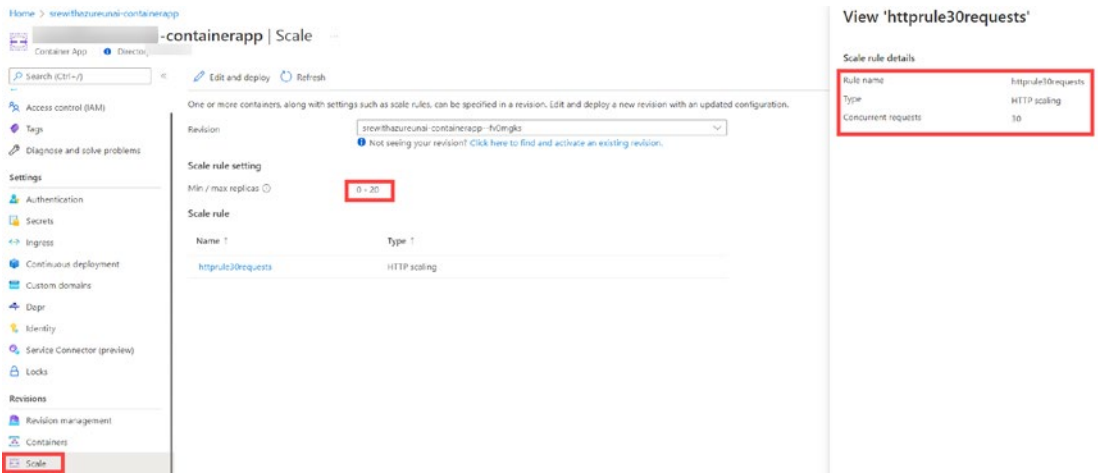 Home > srewithazureunai-containerapp
-containerapp | Scale
Container App
Directory
Search (Ctrl+/)
Access control (IAM)
Tags
Diagnose and solve problems
Settings
Authentication
Secrets
Ingress
Continuous deployment
Custom domains
Dapr
Identity
Service Connector (preview)
Locks
Revisions
Revision management
Containers
Scale
Edit and deploy Refresh
One or more containers, along with settings such as scale rules, can be specified in a revision. Edit and deploy a new revision with an updated configuration.
Revision
Not seeing your revision? Click here to find and activate an existing revision.
Scale rule setting
Min / max replicas 0 - 20
Scale rule
Name ↑ Type ↑
httprule30requests HTTP scaling
View 'httprule30requests'
Scale rule details
Rule name httprule30requests
Type HTTP scaling
Concurrent requests 30